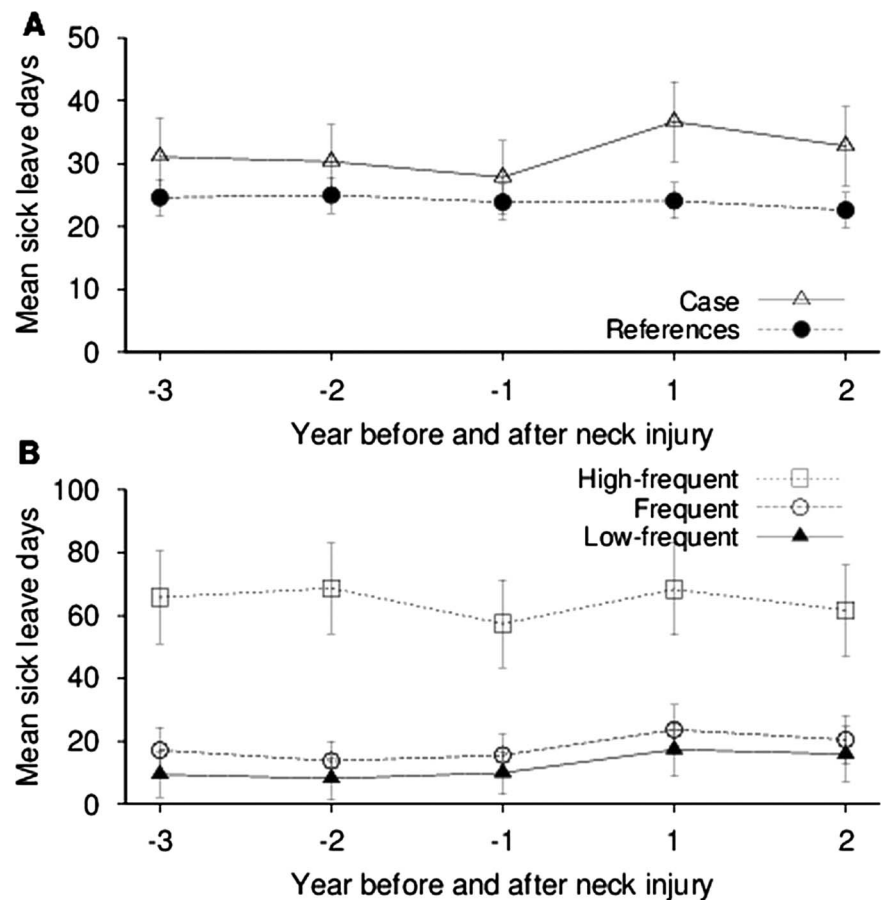 A
Mean sick leave days
50
40
30
20
10
0
Case
References
-3 -2 -1 1 2
Year before and after neck injury
B
Mean sick leave days
100
80
60
40
20
0
High-frequent
Frequent
Low-frequent
-3 -2 -1 1 2
Year before and after neck injury